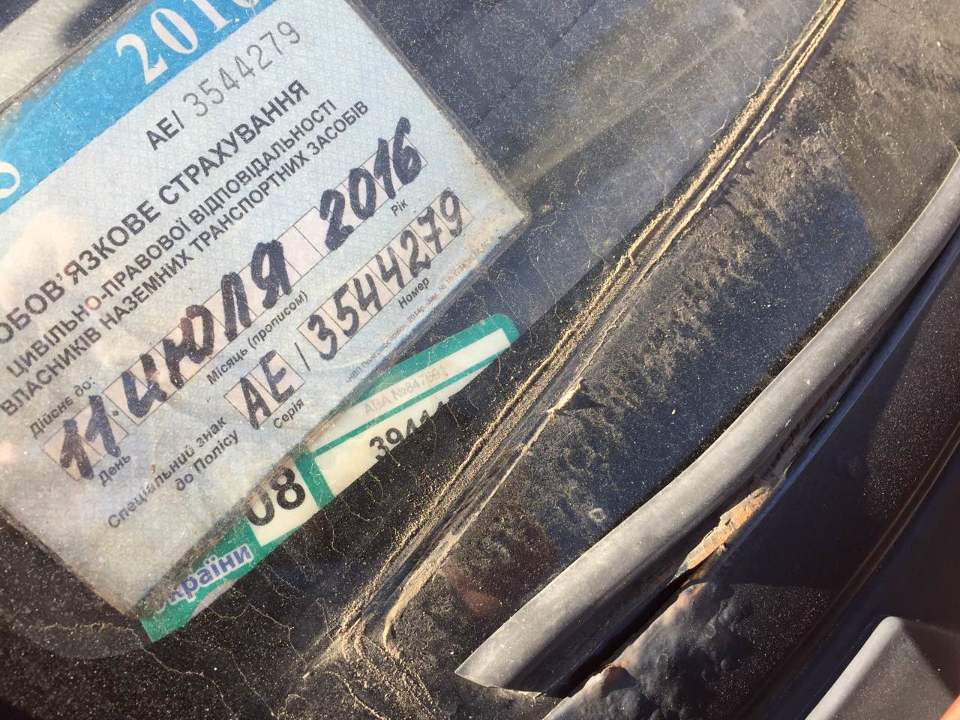 2016
АЕ/ 3544279
ОБОВ'ЯЗКОВЕ СТРАХУВАННЯ
ЦИВІЛЬНО-ПРАВОВОЇ ВІДПОВІДАЛЬНОСТІ
ВЛАСНИКІВ НАЗЕМНИХ ТРАНСПОРТНИХ ЗАСОБІВ
Дійсне до:
11 ИЮЛЯ 2016
День Місяць (прописом) Рік
Спеціальний знак до Полісу
АЕ / 3544279
Серія Номер
08
України